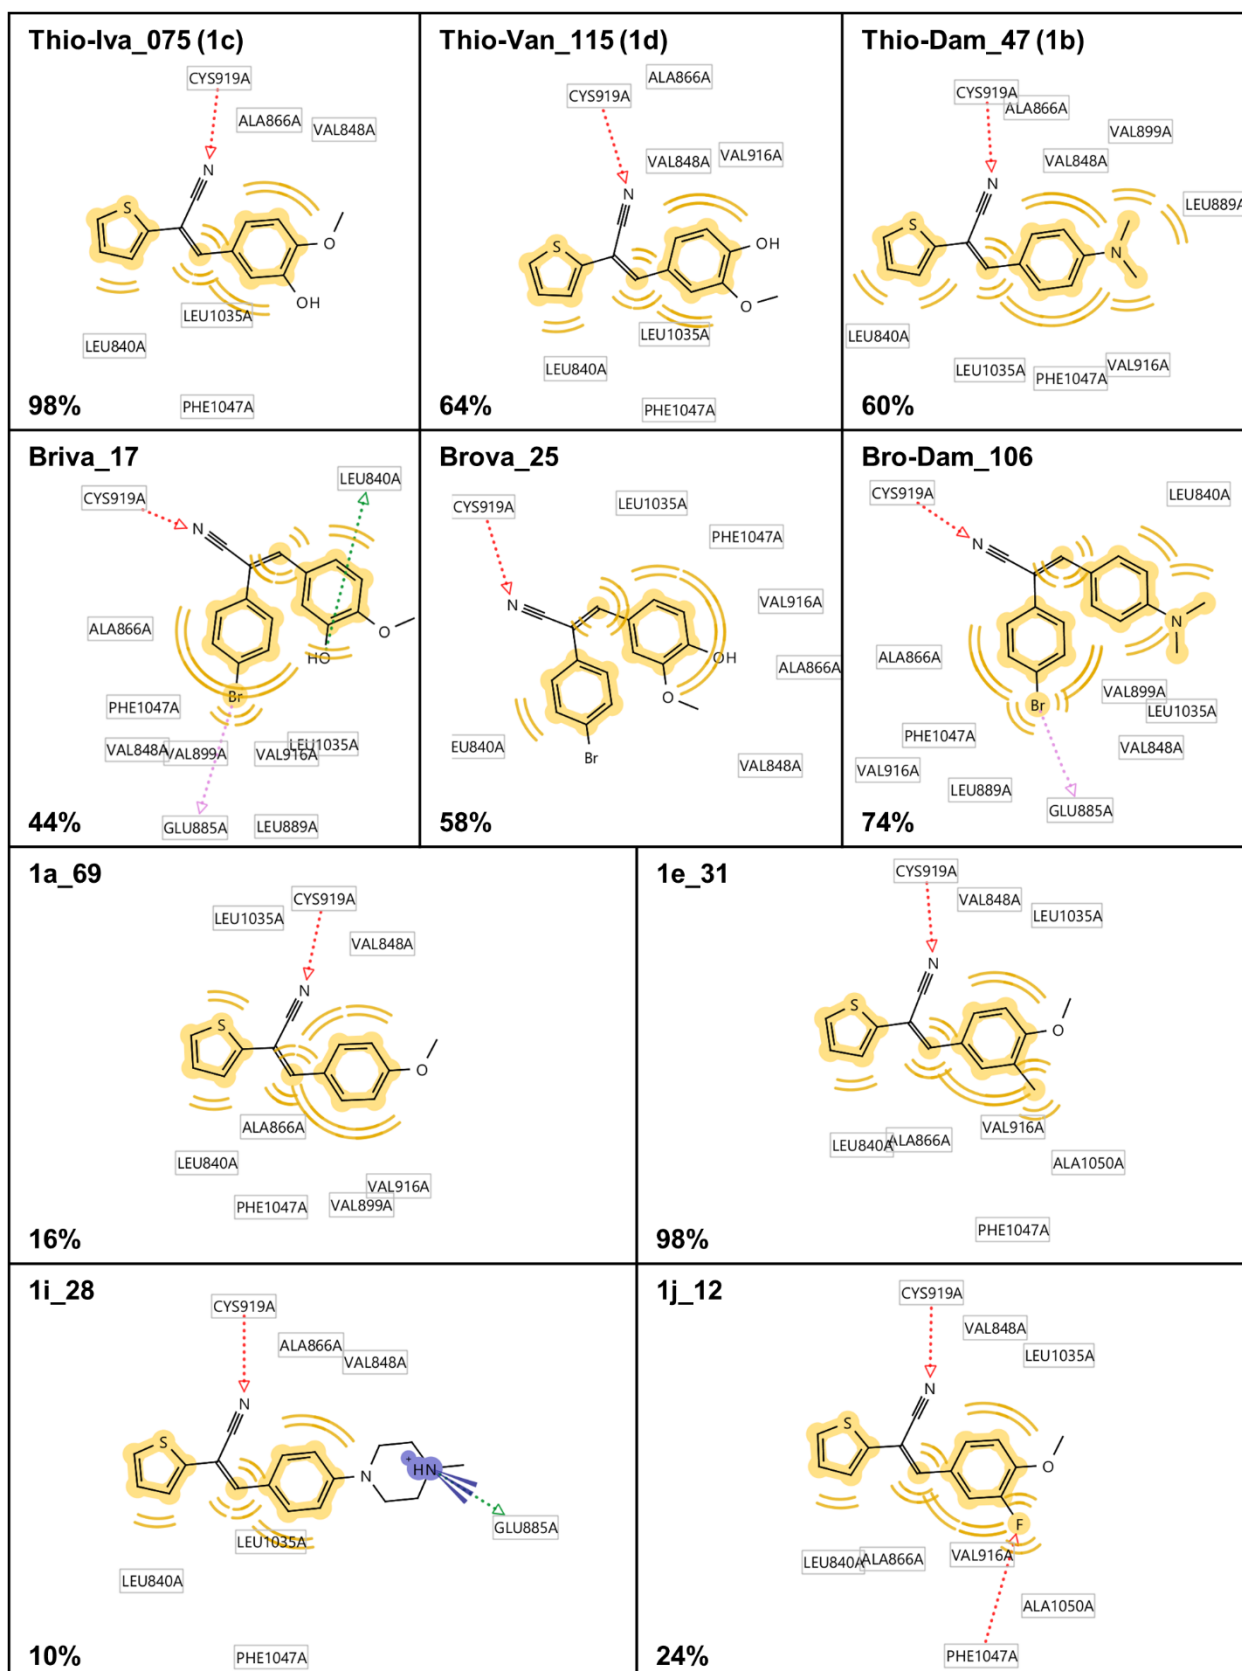 Thio-Iva_075 (1c)
CYS919A
ALA866A
VAL848A
N
S
O
OH
LEU1035A
LEU840A
PHE1047A
98%
Thio-Van_115 (1d)
ALA866A
CYS919A
VAL848A
VAL916A
N
S
OH
O
LEU1035A
LEU840A
PHE1047A
64%
Thio-Dam_47 (1b)
CYS919A
ALA866A
VAL899A
VAL848A
N
LEU889A
S
N
LEU840A
LEU1035A
VAL916A
PHE1047A
60%
Briva_17
LEU840A
CYS919A
N
ALA866A
O
HO
Br
PHE1047A
VAL848A
VAL899A
VAL916A
LEU1035A
GLU885A
LEU889A
44%
Brova_25
CYS919A
LEU1035A
PHE1047A
N
VAL916A
OH
ALA866A
O
EU840A
Br
VAL848A
58%
Bro-Dam_106
CYS919A
LEU840A
N
N
ALA866A
VAL899A
Br
LEU1035A
PHE1047A
VAL848A
VAL916A
LEU889A
GLU885A
74%
1a_69
CYS919A
LEU1035A
VAL848A
N
S
O
ALA866A
LEU840A
VAL916A
PHE1047A
VAL899A
16%
1e_31
CYS919A
VAL848A
LEU1035A
N
S
O
VAL916A
LEU840A
ALA866A
ALA1050A
PHE1047A
98%
1i_28
CYS919A
ALA866A
VAL848A
N
S
+
HN
N
GLU885A
LEU1035A
LEU840A
PHE1047A
10%
1j_12
CYS919A
VAL848A
LEU1035A
N
S
O
F
VAL916A
LEU840A
ALA866A
ALA1050A
PHE1047A
24%